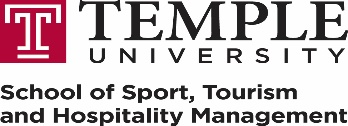 TEMPLE
UNIVERSITY
School of Sport, Tourism
and Hospitality Management